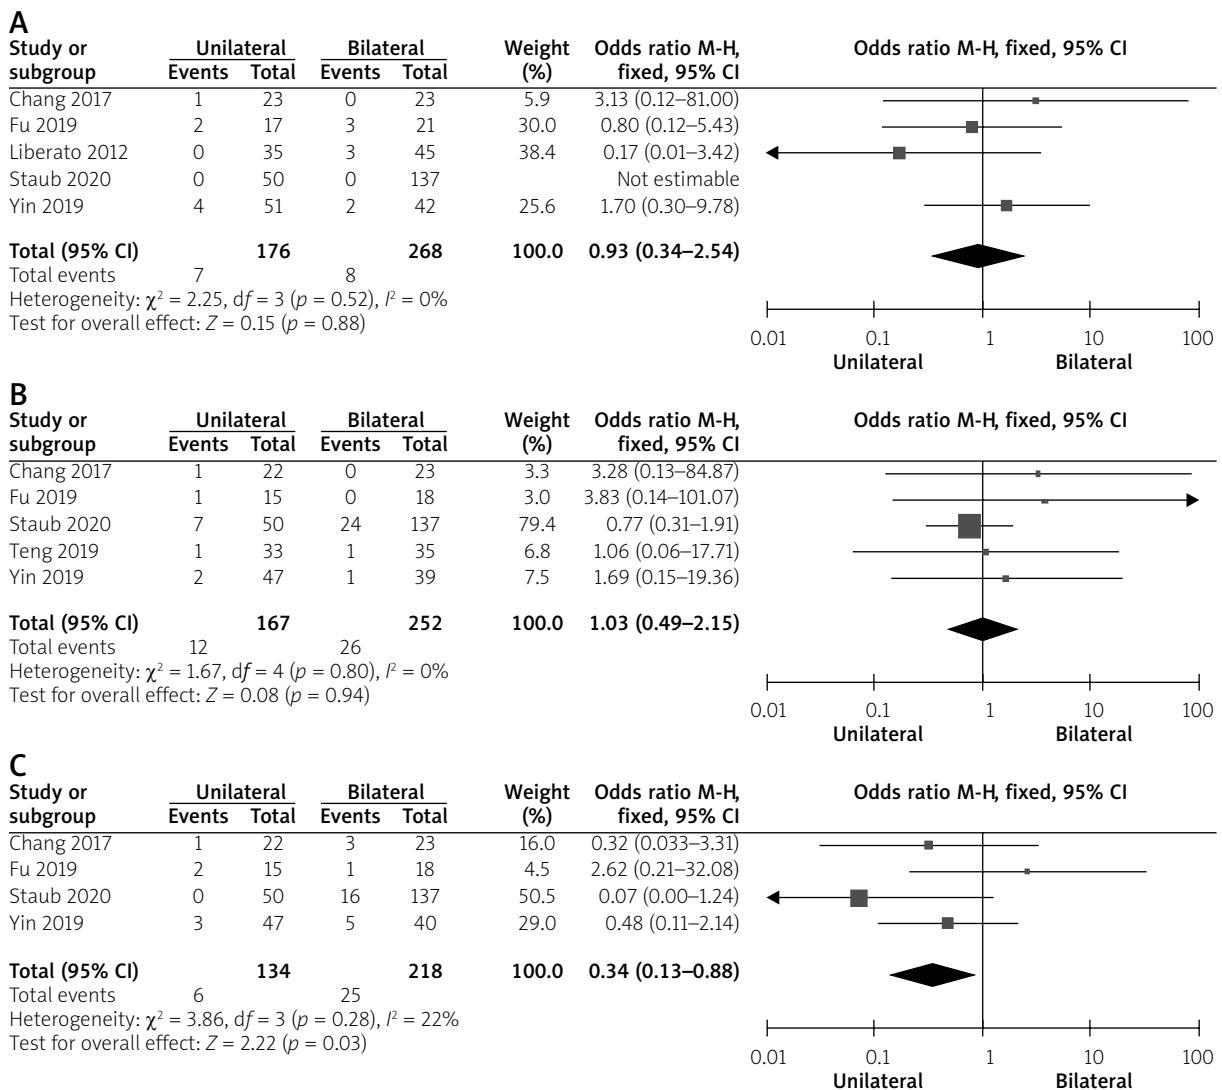 A
Study or Unilateral Bilateral Weight Odds ratio M-H, Odds ratio M-H, fixed, 95% CI
subgroup Events Total Events Total (%) fixed, 95% CI
Chang 2017 1 23 0 23 5.9 3.13 (0.12–81.00)
Fu 2019 2 17 3 21 30.0 0.80 (0.12–5.43)
Liberato 2012 0 35 3 45 38.4 0.17 (0.01–3.42)
Staub 2020 0 50 0 137 Not estimable
Yin 2019 4 51 2 42 25.6 1.70 (0.30–9.78)
Total (95% CI) 176 268 100.0 0.93 (0.34–2.54)
Total events 7 8
Heterogeneity: χ² = 2.25, df = 3 (p = 0.52), I² = 0%
Test for overall effect: Z = 0.15 (p = 0.88)
0.01 0.1 1 10 100
Unilateral Bilateral
B
Study or Unilateral Bilateral Weight Odds ratio M-H, Odds ratio M-H, fixed, 95% CI
subgroup Events Total Events Total (%) fixed, 95% CI
Chang 2017 1 22 0 23 3.3 3.28 (0.13–84.87)
Fu 2019 1 15 0 18 3.0 3.83 (0.14–101.07)
Staub 2020 7 50 24 137 79.4 0.77 (0.31–1.91)
Teng 2019 1 33 1 35 6.8 1.06 (0.06–17.71)
Yin 2019 2 47 1 39 7.5 1.69 (0.15–19.36)
Total (95% CI) 167 252 100.0 1.03 (0.49–2.15)
Total events 12 26
Heterogeneity: χ² = 1.67, df = 4 (p = 0.80), I² = 0%
Test for overall effect: Z = 0.08 (p = 0.94)
0.01 0.1 1 10 100
Unilateral Bilateral
C
Study or Unilateral Bilateral Weight Odds ratio M-H, Odds ratio M-H, fixed, 95% CI
subgroup Events Total Events Total (%) fixed, 95% CI
Chang 2017 1 22 3 23 16.0 0.32 (0.033–3.31)
Fu 2019 2 15 1 18 4.5 2.62 (0.21–32.08)
Staub 2020 0 50 16 137 50.5 0.07 (0.00–1.24)
Yin 2019 3 47 5 40 29.0 0.48 (0.11–2.14)
Total (95% CI) 134 218 100.0 0.34 (0.13–0.88)
Total events 6 25
Heterogeneity: χ² = 3.86, df = 3 (p = 0.28), I² = 22%
Test for overall effect: Z = 2.22 (p = 0.03)
0.01 0.1 1 10 100
Unilateral Bilateral